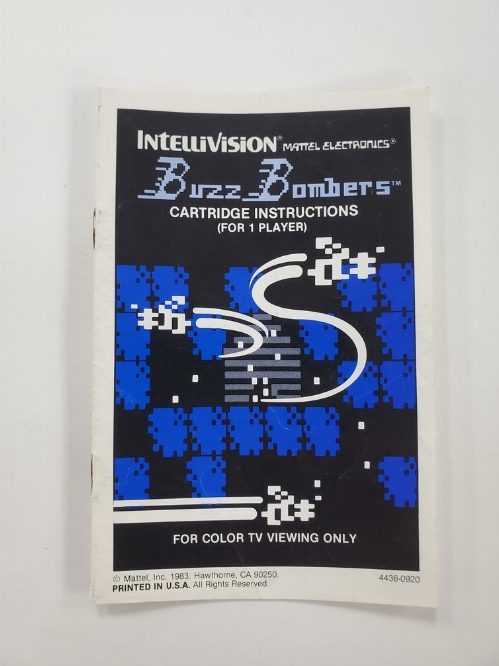 INTELLIVISION® MATTEL ELECTRONICS®
Buzz Bombers™
CARTRIDGE INSTRUCTIONS
(FOR 1 PLAYER)
FOR COLOR TV VIEWING ONLY
© Mattel, Inc. 1983. Hawthorne, CA 90250.
PRINTED IN U.S.A. All Rights Reserved.
4436-0920